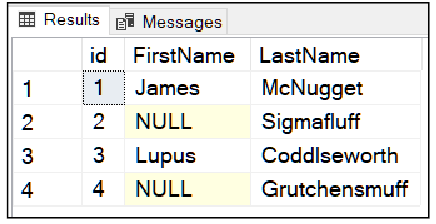 Results Messages
id FirstName LastName
1 1 James McNugget
2 2 NULL Sigmafluff
3 3 Lupus Coddlseworth
4 4 NULL Grutchensmuff